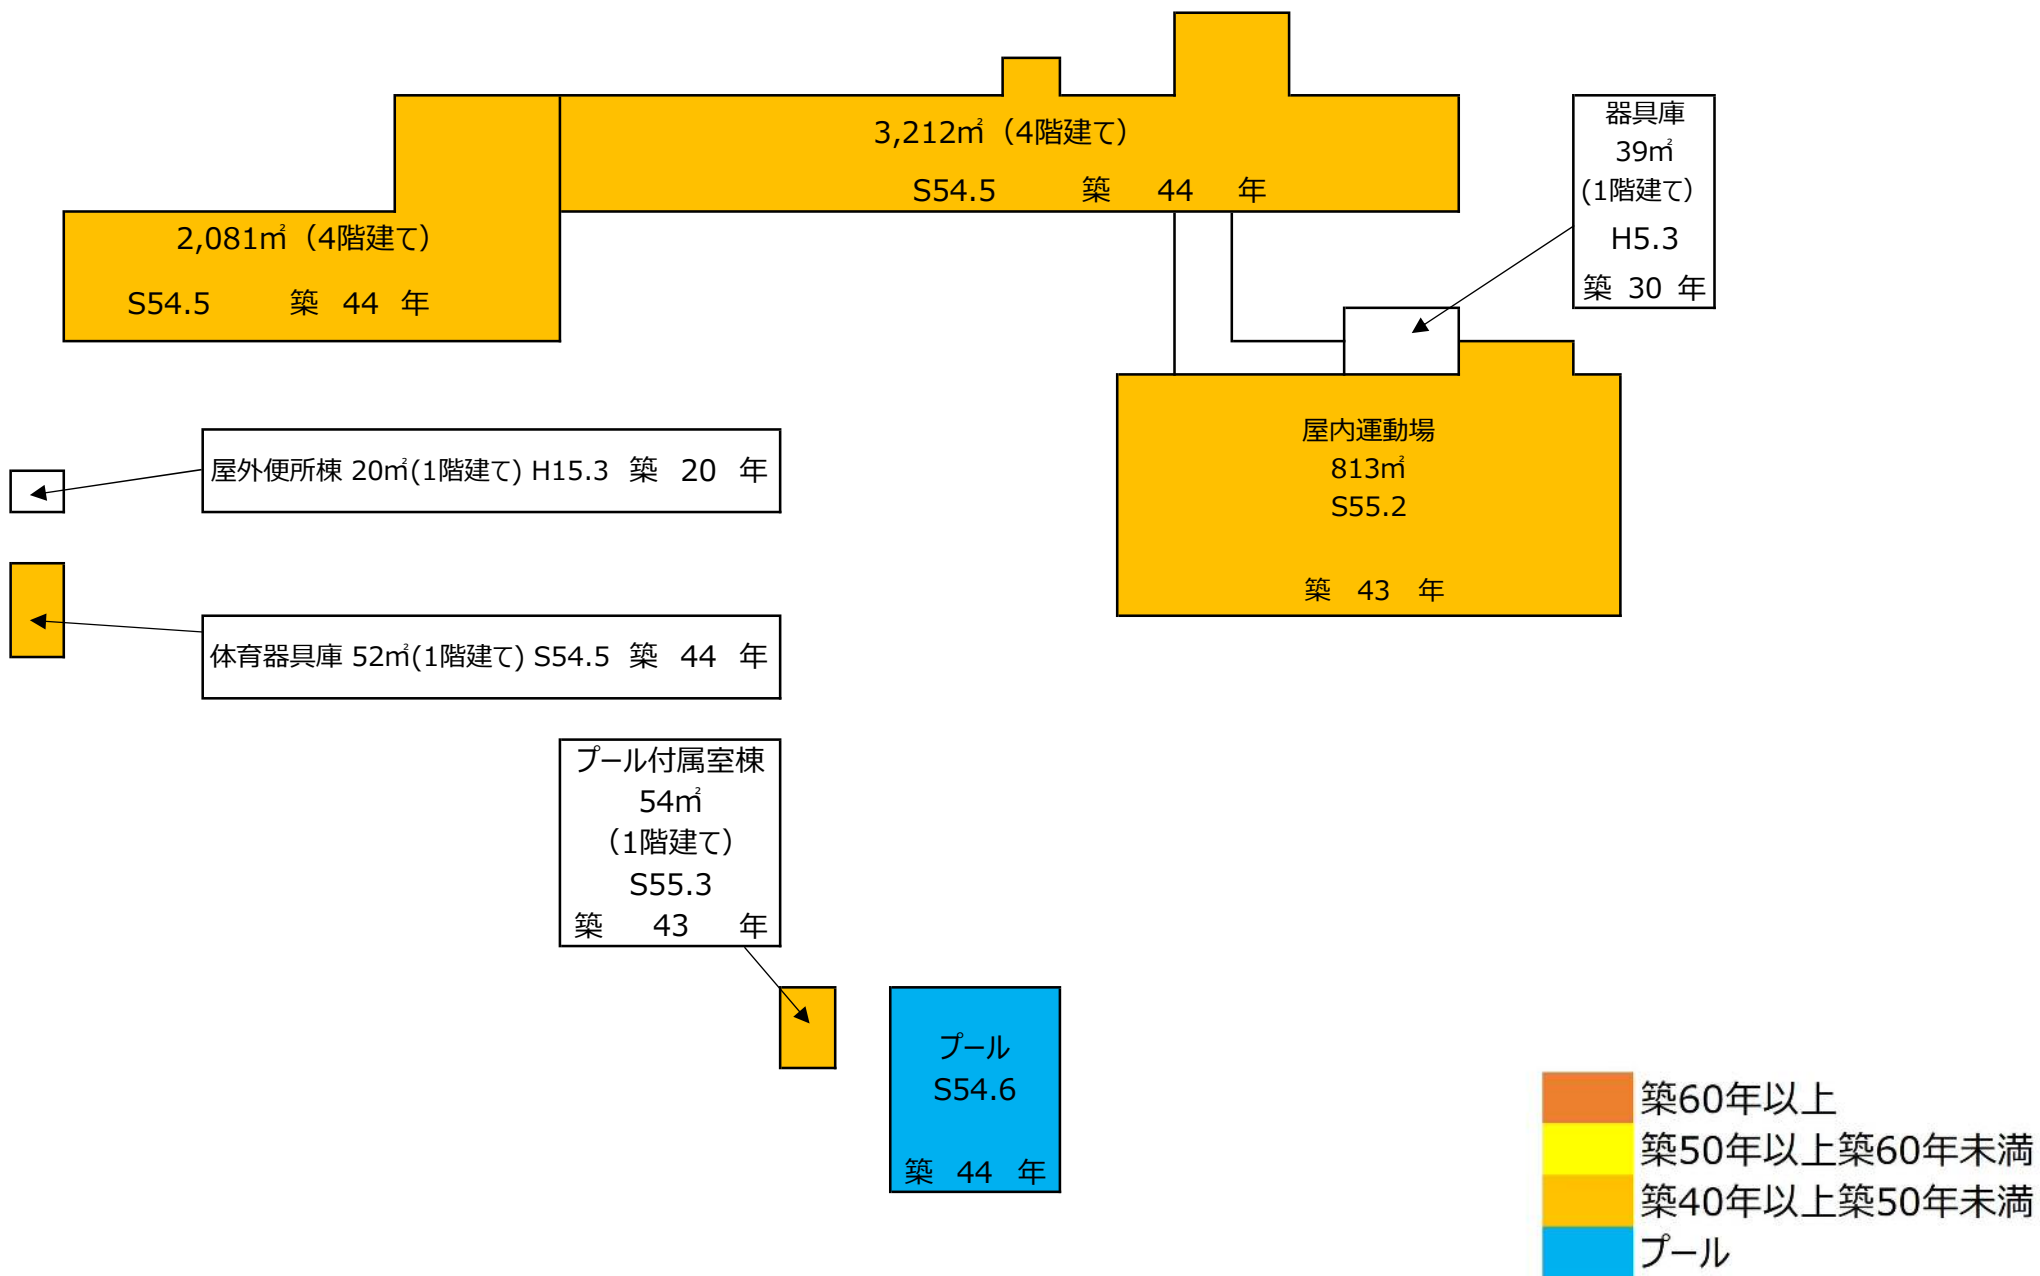 3,212㎡（4階建て）
S54.5 築 44 年
2,081㎡（4階建て）
S54.5 築 44 年
器具庫
39㎡
(1階建て)
H5.3
築 30 年
屋内運動場
813㎡
S55.2
築 43 年
屋外便所棟 20㎡(1階建て) H15.3 築 20 年
体育器具庫 52㎡(1階建て) S54.5 築 44 年
プール付属室棟
54㎡
（1階建て）
S55.3
築 43 年
プール
S54.6
築 44 年
築60年以上
築50年以上築60年未満
築40年以上築50年未満
プール